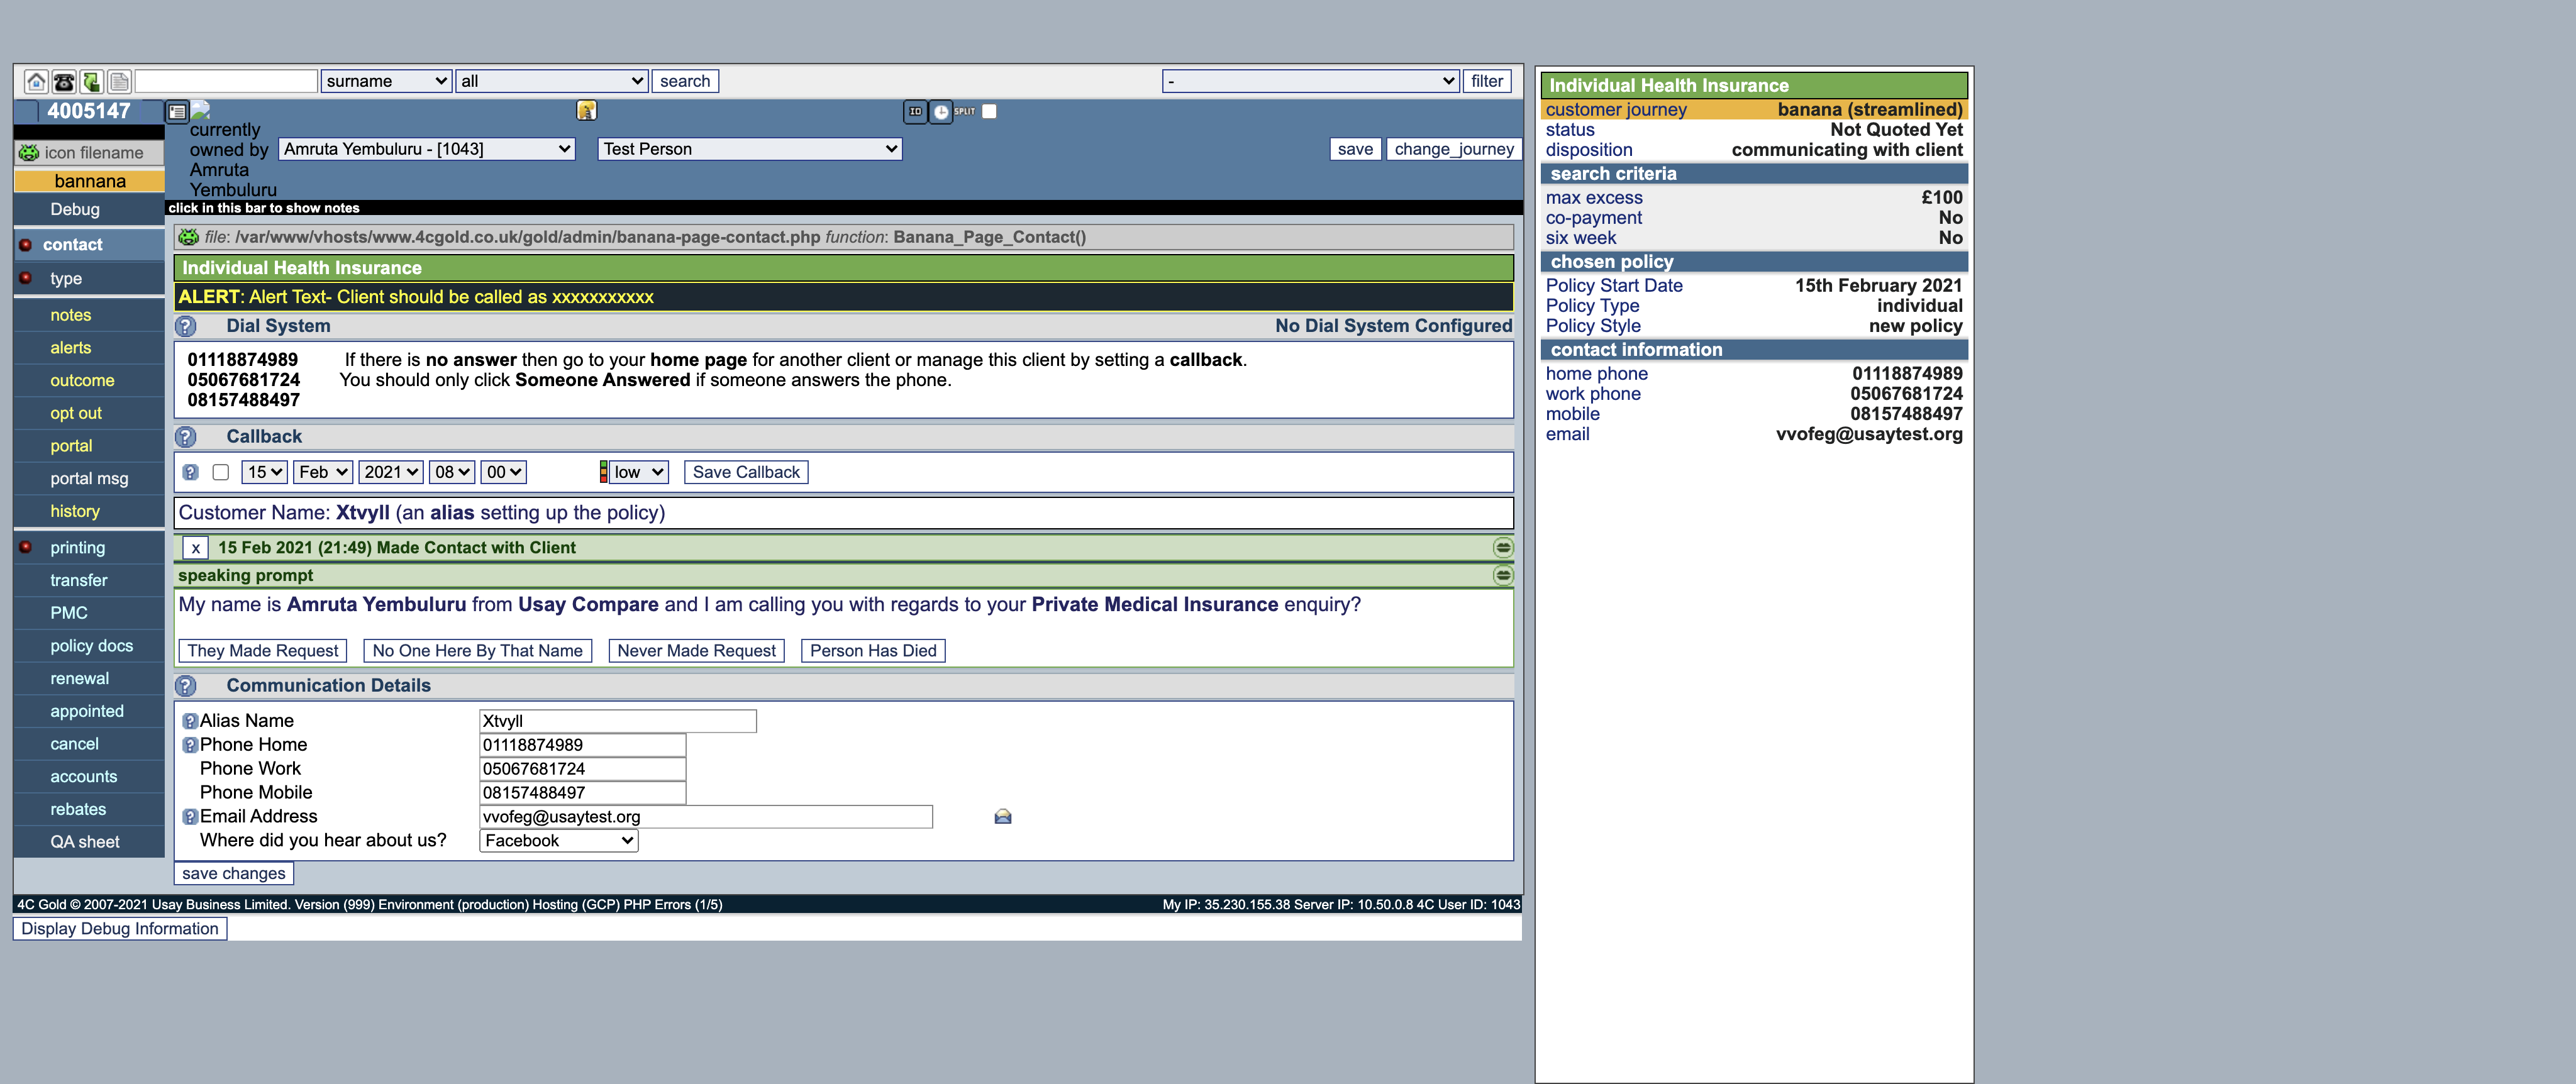 surname all search - filter
4005147 SPLIT
currently owned by Amruta Yembuluru
Amruta Yembuluru - [1043] Test Person save change_journey
icon filename
bannana
Debug
contact
type
notes
alerts
outcome
opt out
portal
portal msg
history
printing
transfer
PMC
policy docs
renewal
appointed
cancel
accounts
rebates
QA sheet
click in this bar to show notes
file: /var/www/vhosts/www.4cgold.co.uk/gold/admin/banana-page-contact.php function: Banana_Page_Contact()
Individual Health Insurance
ALERT: Alert Text- Client should be called as xxxxxxxxxxx
? Dial System No Dial System Configured
01118874989 If there is no answer then go to your home page for another client or manage this client by setting a callback.
05067681724 You should only click Someone Answered if someone answers the phone.
08157488497
? Callback
? 15 Feb 2021 08 00 low Save Callback
Customer Name: Xtvyll (an alias setting up the policy)
x 15 Feb 2021 (21:49) Made Contact with Client
speaking prompt
My name is Amruta Yembuluru from Usay Compare and I am calling you with regards to your Private Medical Insurance enquiry?
They Made Request No One Here By That Name Never Made Request Person Has Died
? Communication Details
? Alias Name Xtvyll
? Phone Home 01118874989
Phone Work 05067681724
Phone Mobile 08157488497
? Email Address vvofeg@usaytest.org
Where did you hear about us? Facebook
save changes
4C Gold © 2007-2021 Usay Business Limited. Version (999) Environment (production) Hosting (GCP) PHP Errors (1/5) My IP: 35.230.155.38 Server IP: 10.50.0.8 4C User ID: 1043
Display Debug Information
Individual Health Insurance
customer journey banana (streamlined)
status Not Quoted Yet
disposition communicating with client
search criteria
max excess £100
co-payment No
six week No
chosen policy
Policy Start Date 15th February 2021
Policy Type individual
Policy Style new policy
contact information
home phone 01118874989
work phone 05067681724
mobile 08157488497
email vvofeg@usaytest.org